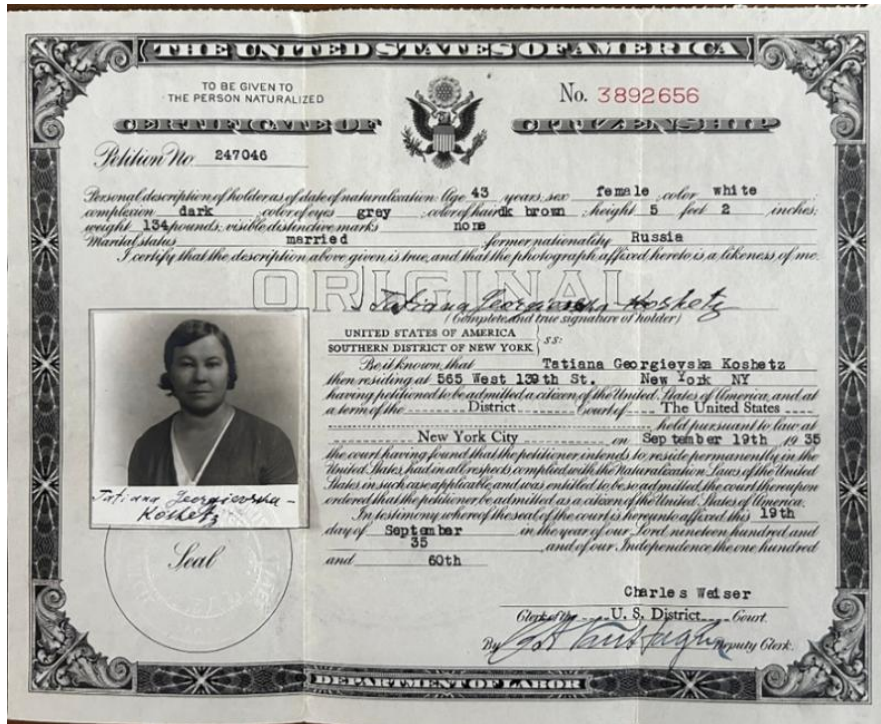 THE UNITED STATES OF AMERICA
TO BE GIVEN TO
THE PERSON NATURALIZED
No. 3892656
CERTIFICATE OF CITIZENSHIP
Petition No 247046
Personal description of holder as of date of naturalization: Age 43 years; sex female; color white;
complexion dark; color of eyes grey; color of hair dk brown; height 5 feet 2 inches;
weight 134 pounds; visible distinctive marks none
Marital status married former nationality Russia
I certify that the description above given is true, and that the photograph affixed hereto is a likeness of me.
ORIGINAL
Tatiana Georgievska-Koshetz
(Complete and true signature of holder)
UNITED STATES OF AMERICA
SOUTHERN DISTRICT OF NEW YORK } ss:
Be it known, that Tatiana Georgievska Koshetz
then residing at 565 West 139th St. New York NY
having petitioned to be admitted a citizen of the United States of America, and at
a term of the District Court of The United States
held pursuant to law at
New York City on September 19th 1935
the court having found that the petitioner intends to reside permanently in the
United States, had in all respects complied with the Naturalization Laws of the United
States in such case applicable, and was entitled to be so admitted, the court thereupon
ordered that the petitioner be admitted as a citizen of the United States of America.
In testimony whereof the seal of the court is hereunto affixed this 19th
day of September in the year of our Lord nineteen hundred and
35 and of our Independence the one hundred
and 60th
Tatiana Georgievska-
Koshetz
Seal
Charles Weiser
Clerk of the U. S. District Court.
By Deputy Clerk.
DEPARTMENT OF LABOR